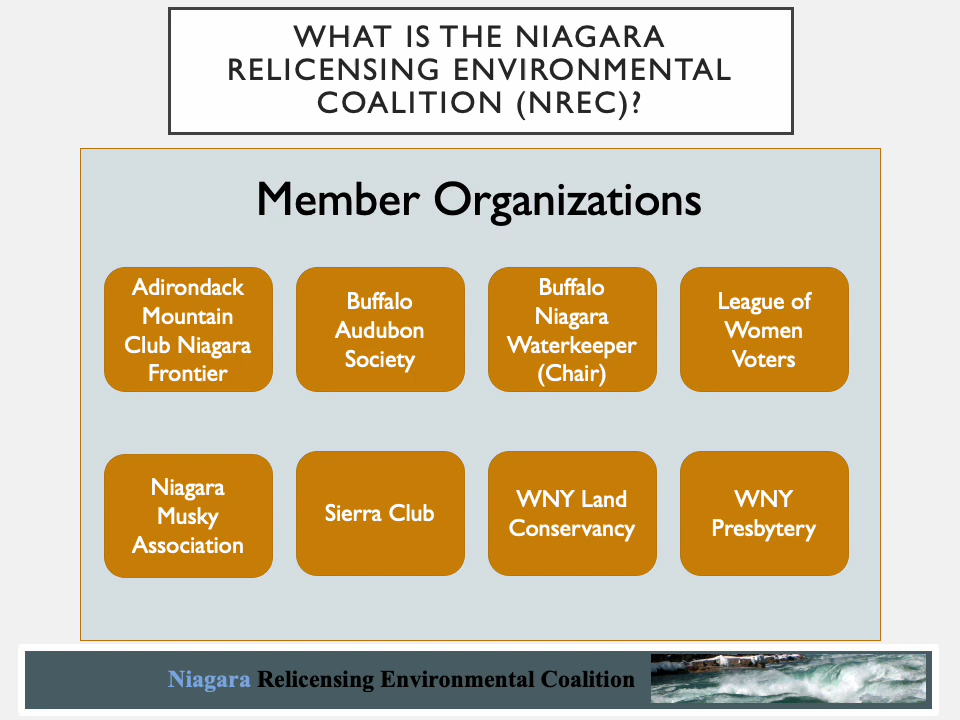 WHAT IS THE NIAGARA
RELICENSING ENVIRONMENTAL
COALITION (NREC)?
Member Organizations
Adirondack
Mountain
Club Niagara
Frontier
Buffalo
Audubon
Society
Buffalo
Niagara
Waterkeeper
(Chair)
League of
Women
Voters
Niagara
Musky
Association
Sierra Club
WNY Land
Conservancy
WNY
Presbytery
Niagara Relicensing Environmental Coalition